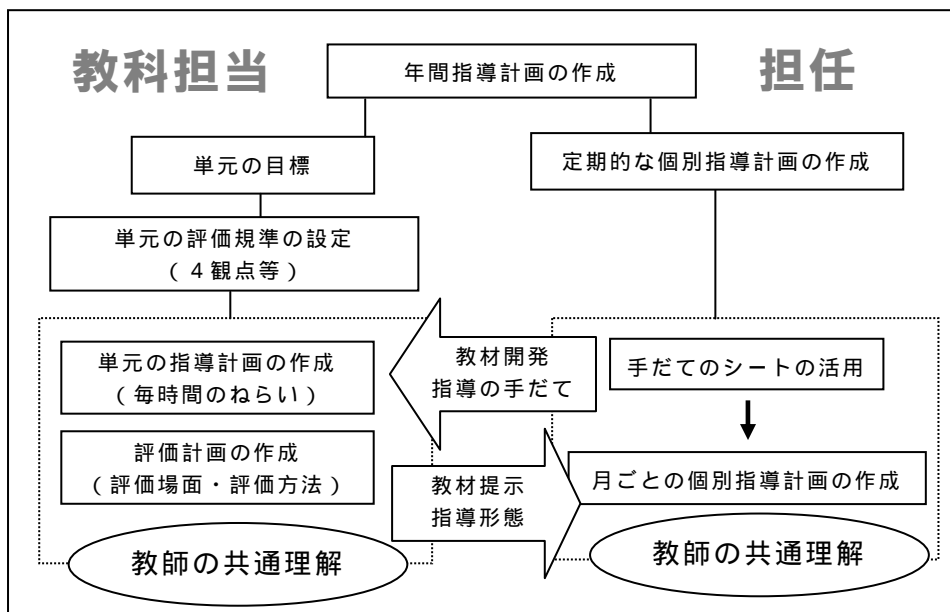 教科担当
年間指導計画の作成
担任
単元の目標
定期的な個別指導計画の作成
単元の評価規準の設定
(4観点等)
単元の指導計画の作成
(毎時間のねらい)
教材開発
指導の手だて
手だてのシートの活用
評価計画の作成
(評価場面・評価方法)
教材提示
指導形態
月ごとの個別指導計画の作成
教師の共通理解
教師の共通理解